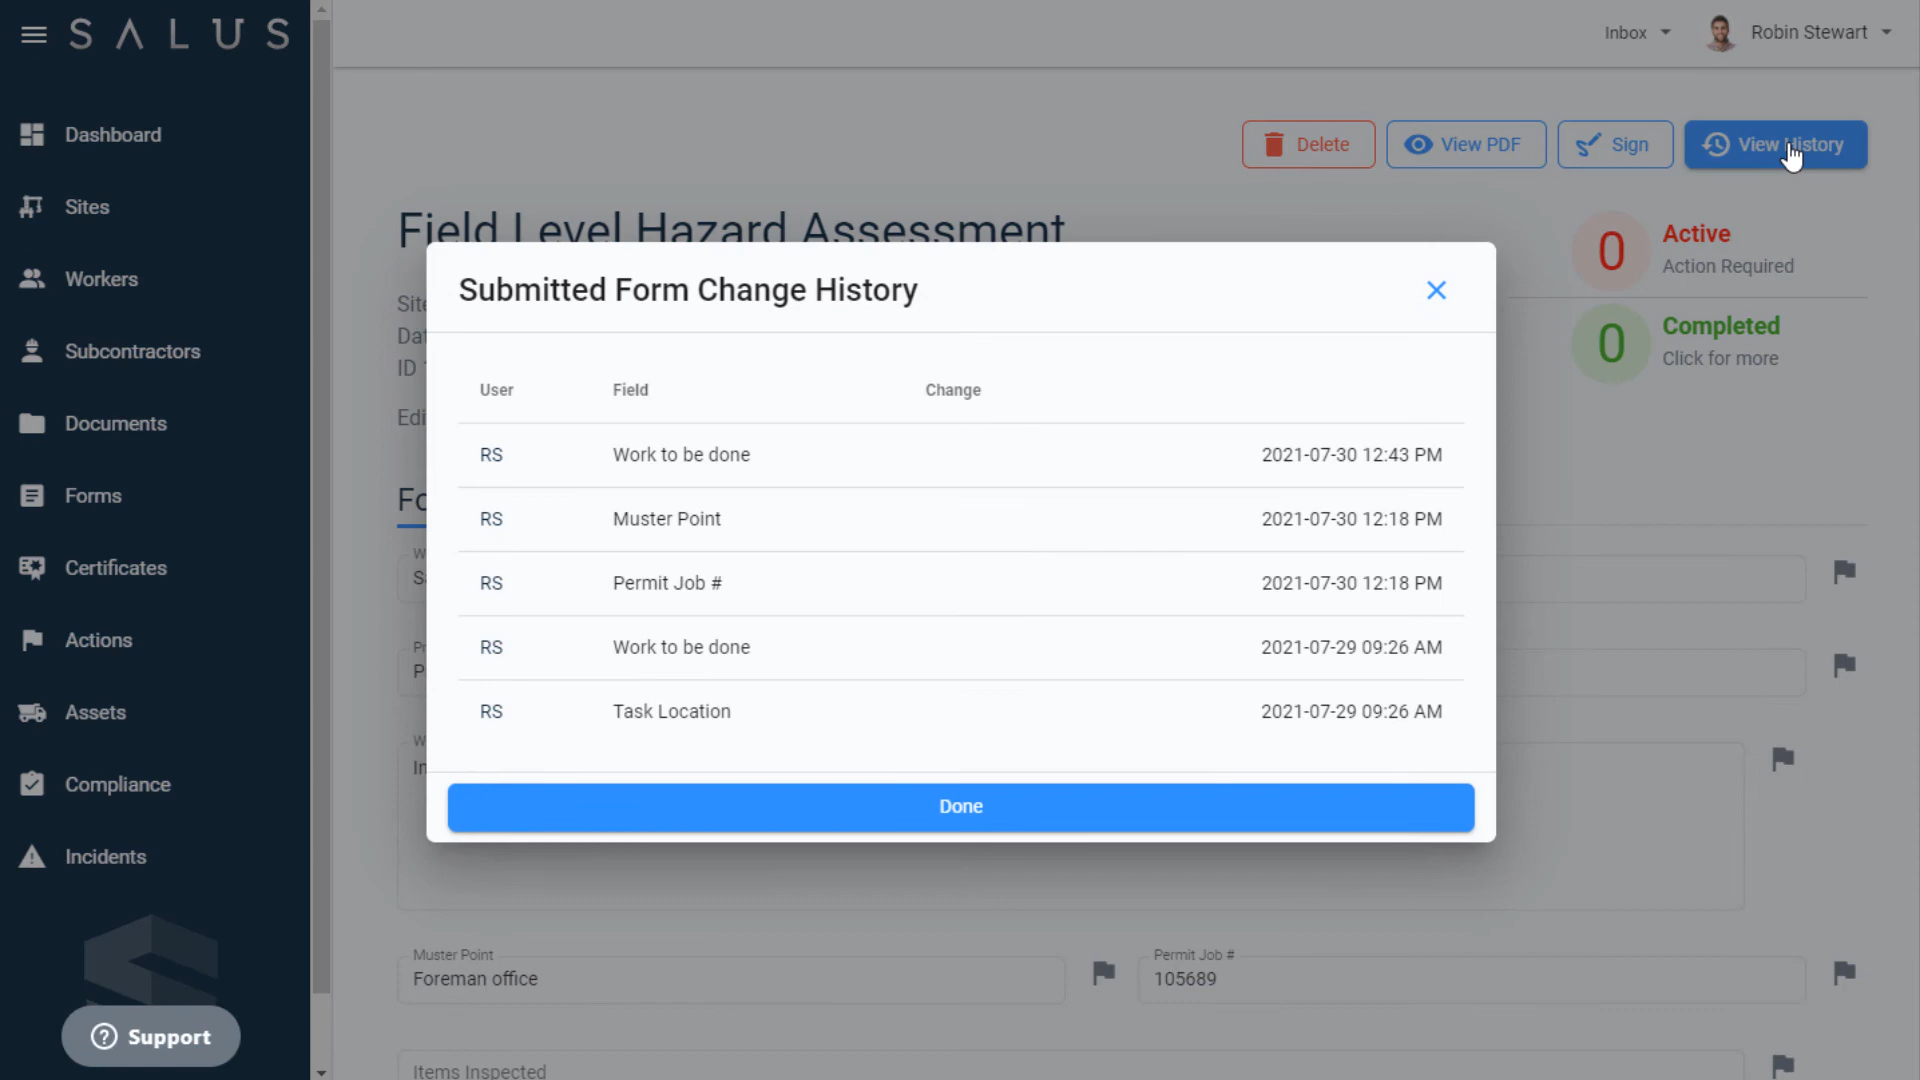 SALUS
Inbox
Robin Stewart
Dashboard
Sites
Workers
Subcontractors
Documents
Forms
Certificates
Actions
Assets
Compliance
Incidents
Support
Delete
View PDF
Sign
View History
Field Level Hazard Assessment
0 Active
Action Required
0 Completed
Click for more
ID
Submitted Form Change History
User Field Change
RS Work to be done 2021-07-30 12:43 PM
RS Muster Point 2021-07-30 12:18 PM
RS Permit Job # 2021-07-30 12:18 PM
RS Work to be done 2021-07-29 09:26 AM
RS Task Location 2021-07-29 09:26 AM
Done
Muster Point
Foreman office
Permit Job #
105689
Items Inspected